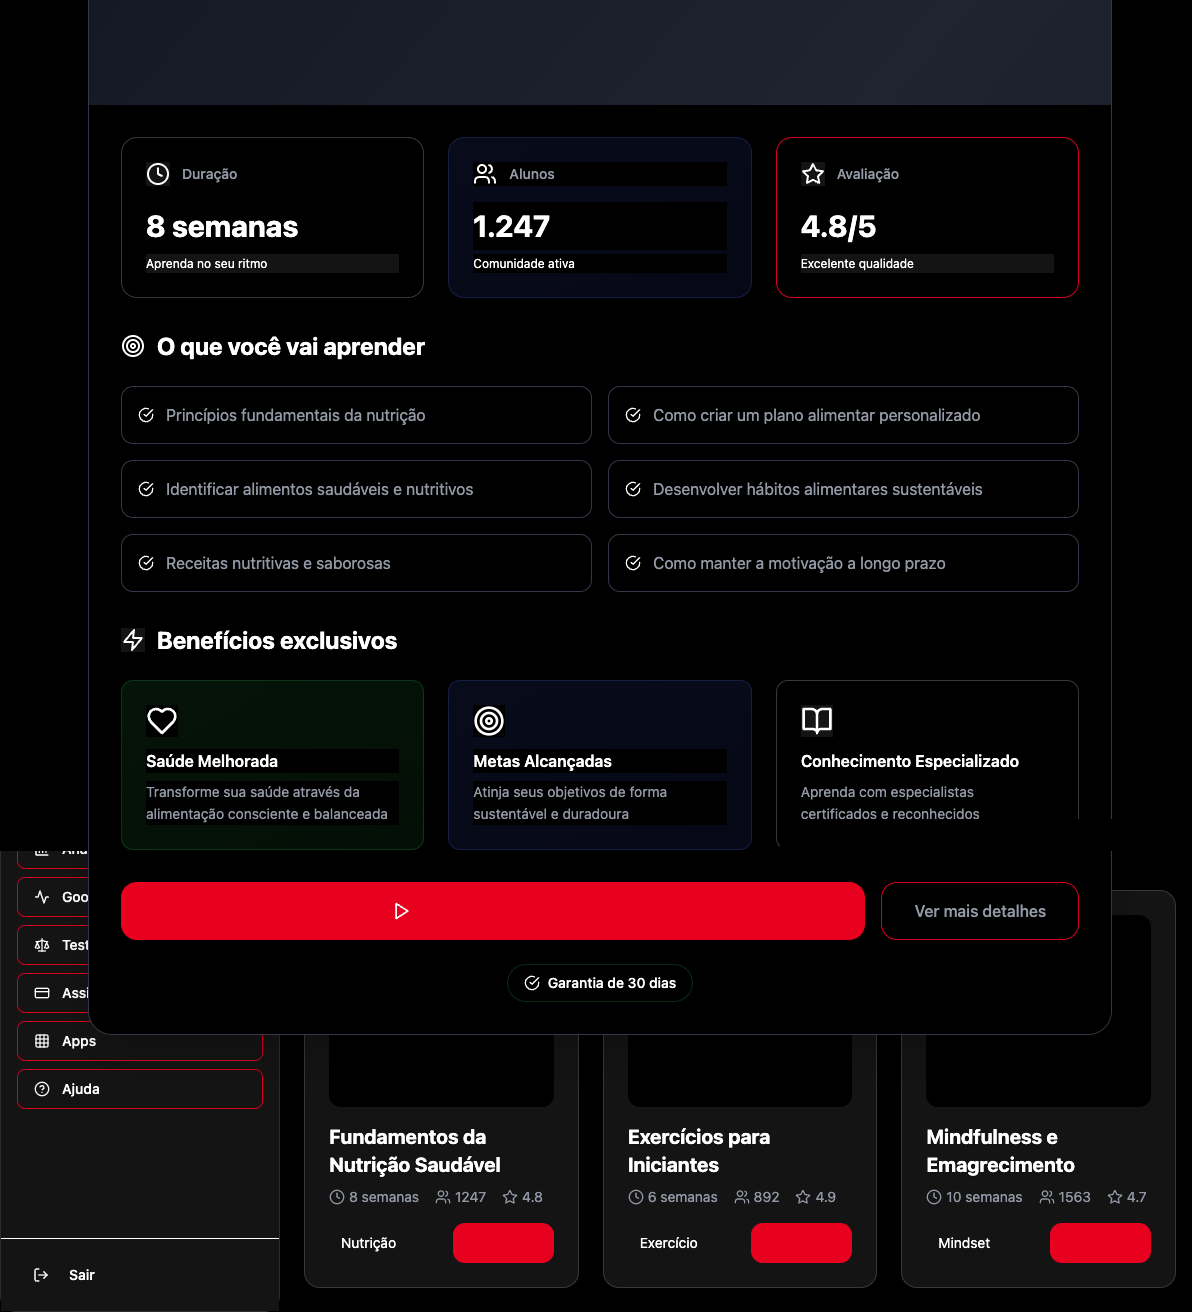 Duração
8 semanas
Aprenda no seu ritmo
Alunos
1.247
Comunidade ativa
Avaliação
4.8/5
Excelente qualidade
O que você vai aprender
Princípios fundamentais da nutrição
Como criar um plano alimentar personalizado
Identificar alimentos saudáveis e nutritivos
Desenvolver hábitos alimentares sustentáveis
Receitas nutritivas e saborosas
Como manter a motivação a longo prazo
Benefícios exclusivos
Saúde Melhorada
Transforme sua saúde através da
alimentação consciente e balanceada
Metas Alcançadas
Atinja seus objetivos de forma
sustentável e duradoura
Conhecimento Especializado
Aprenda com especialistas
certificados e reconhecidos
Ver mais detalhes
Garantia de 30 dias
Goo
Test
Assi
Apps
Ajuda
Sair
Fundamentos da
Nutrição Saudável
8 semanas 1247 4.8
Nutrição
Exercícios para
Iniciantes
6 semanas 892 4.9
Exercício
Mindfulness e
Emagrecimento
10 semanas 1563 4.7
Mindset